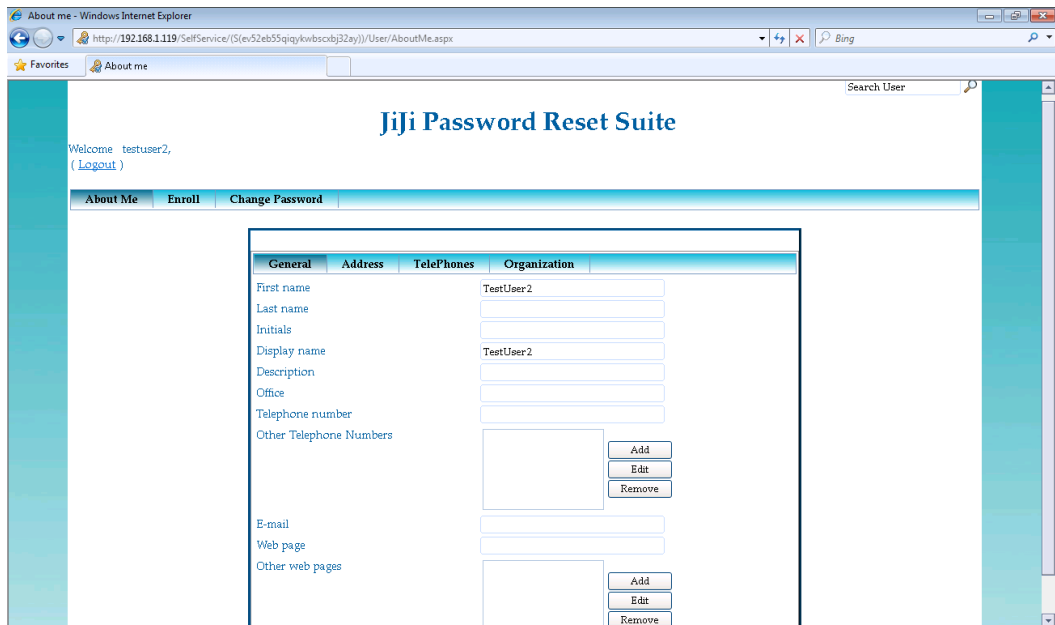 About me - Windows Internet Explorer
http://192.168.1.119/SelfService/(S(ev52eb55qiqykwbscxbj32ay))/User/AboutMe.aspx
Bing
Favorites
About me
Search User
JiJi Password Reset Suite
Welcome testuser2,
( Logout )
About Me Enroll Change Password
General Address TelePhones Organization
First name TestUser2
Last name
Initials
Display name TestUser2
Description
Office
Telephone number
Other Telephone Numbers
Add
Edit
Remove
E-mail
Web page
Other web pages
Add
Edit
Remove